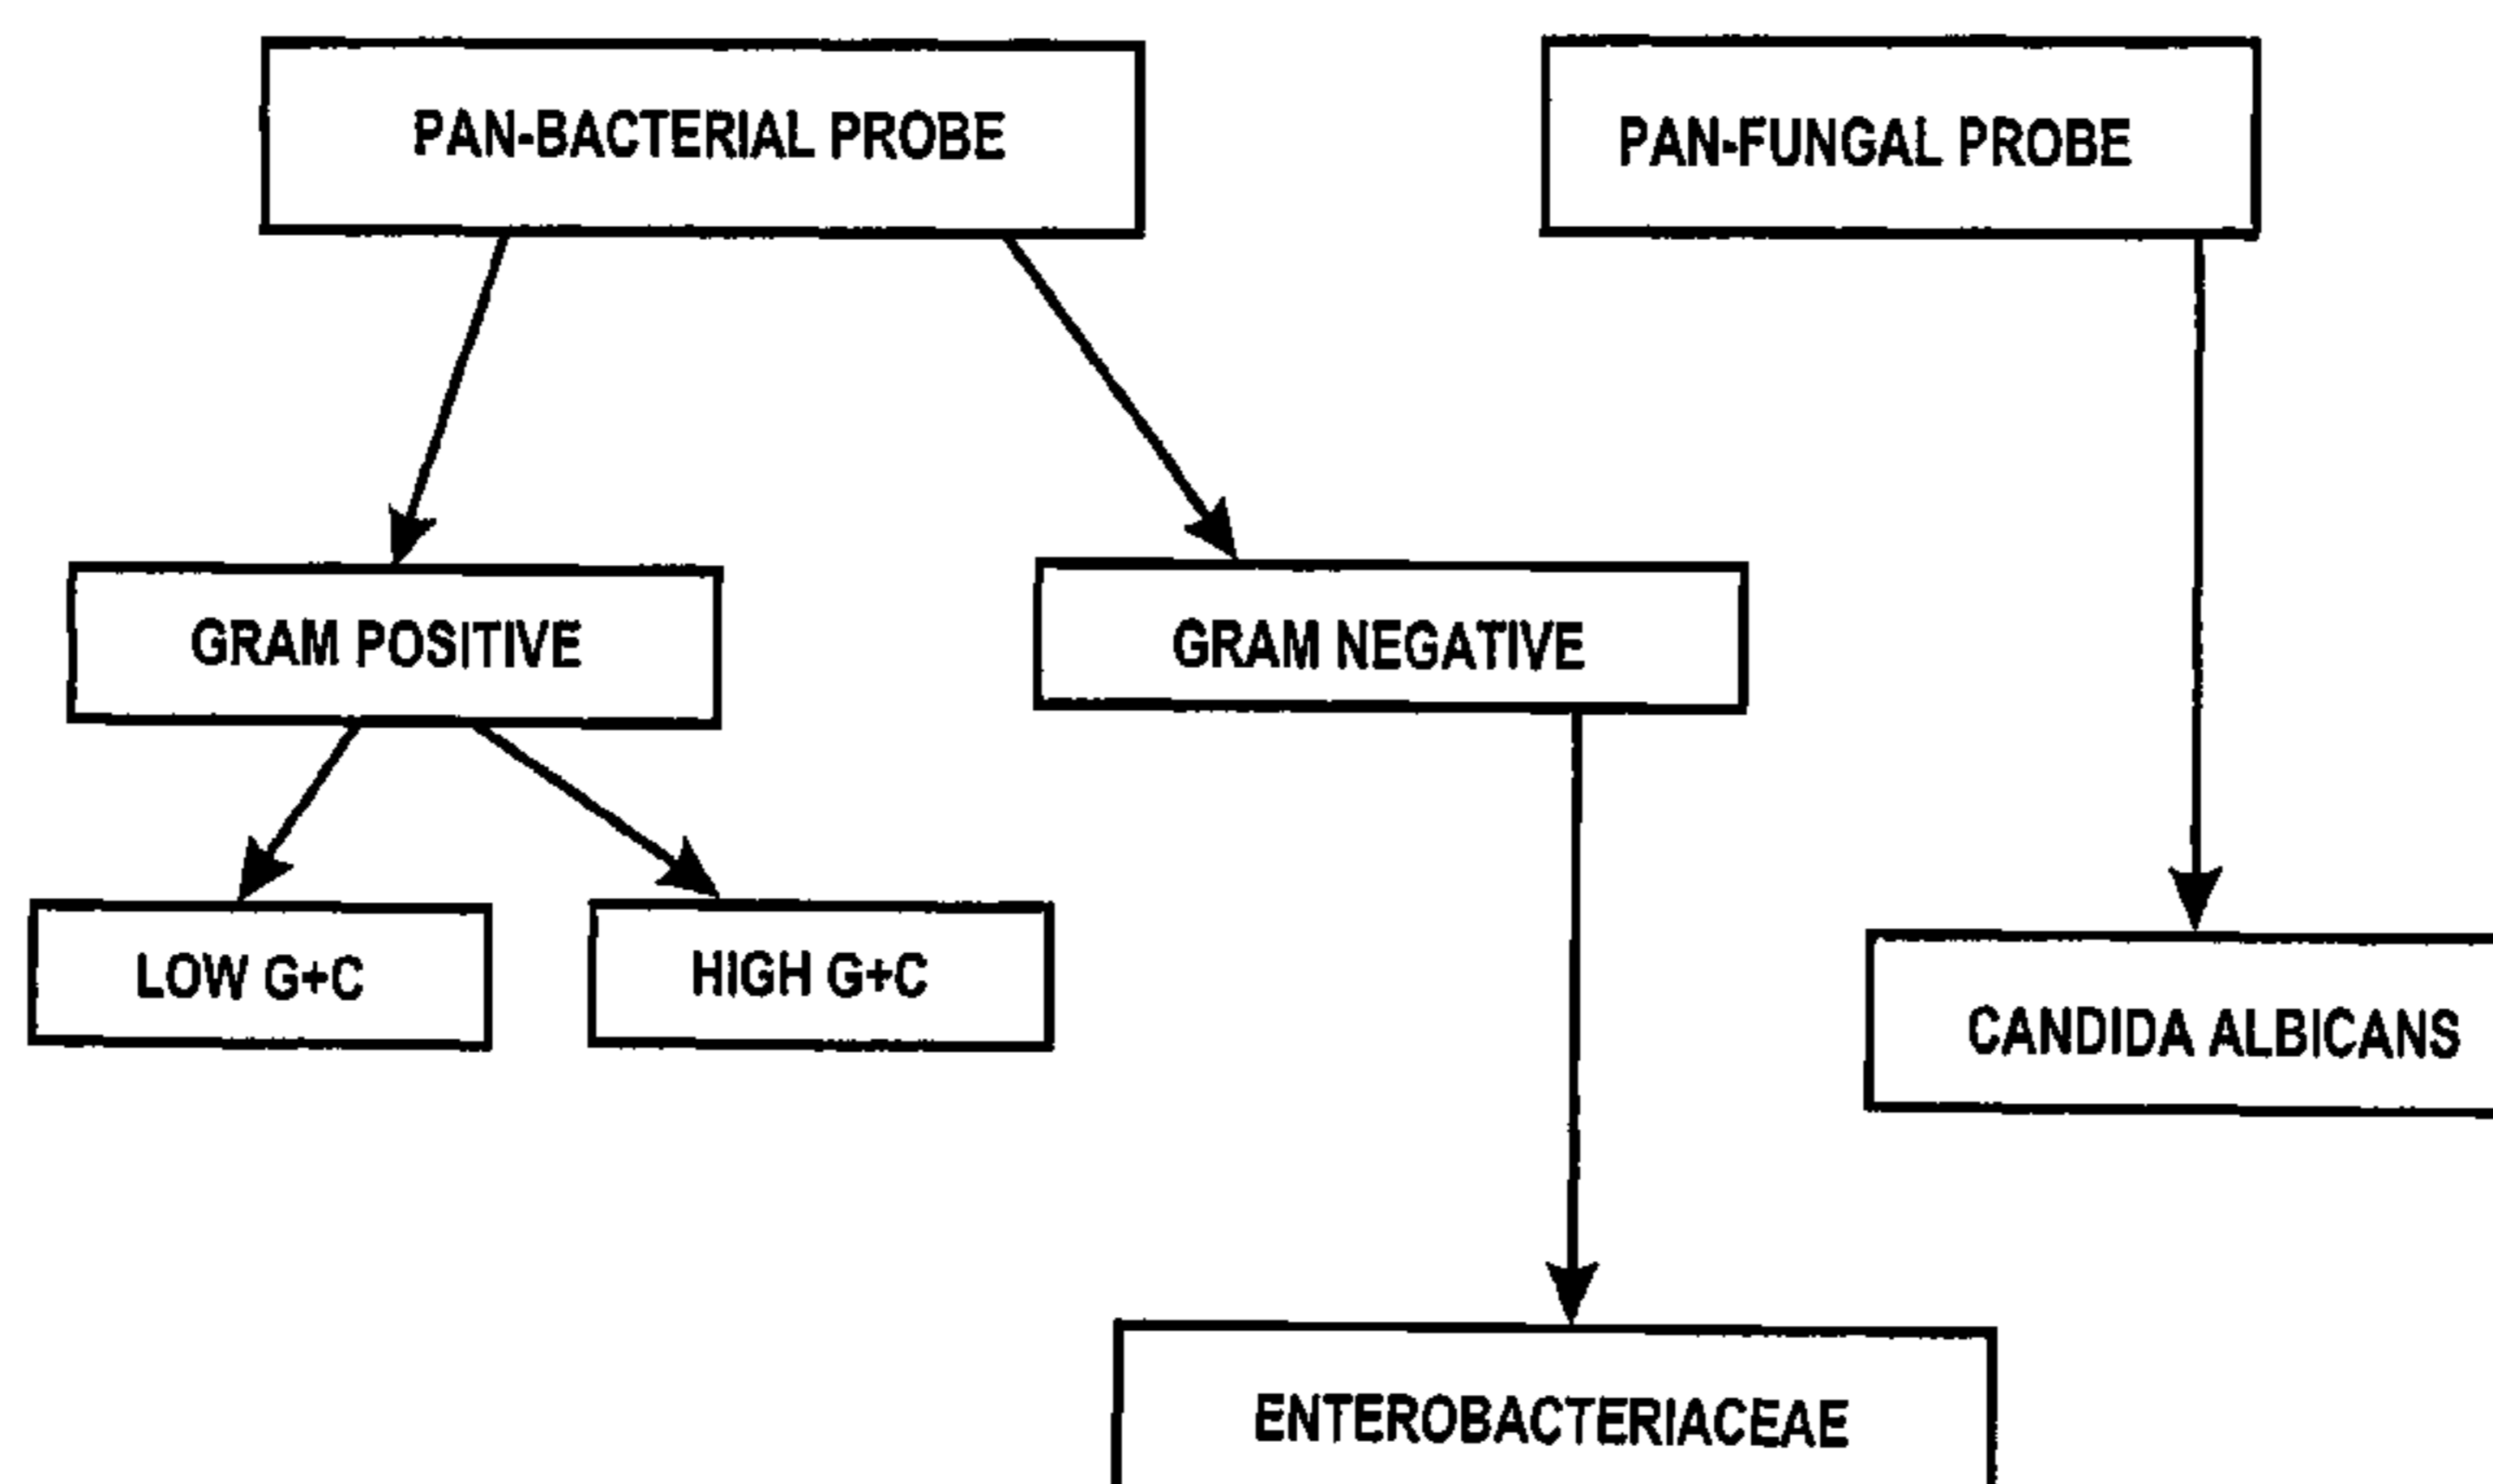 PAN-BACTERIAL PROBE
PAN-FUNGAL PROBE
GRAM POSITIVE
GRAM NEGATIVE
LOW G+C
HIGH G+C
CANDIDA ALBICANS
ENTEROBACTERIACEAE